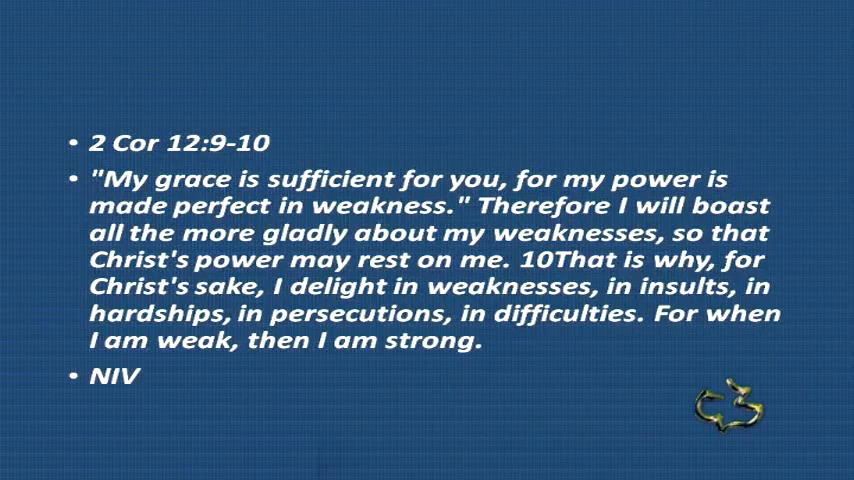 • 2 Cor 12:9-10
• "My grace is sufficient for you, for my power is
made perfect in weakness." Therefore I will boast
all the more gladly about my weaknesses, so that
Christ's power may rest on me. 10That is why, for
Christ's sake, I delight in weaknesses, in insults, in
hardships, in persecutions, in difficulties. For when
I am weak, then I am strong.
• NIV
C3